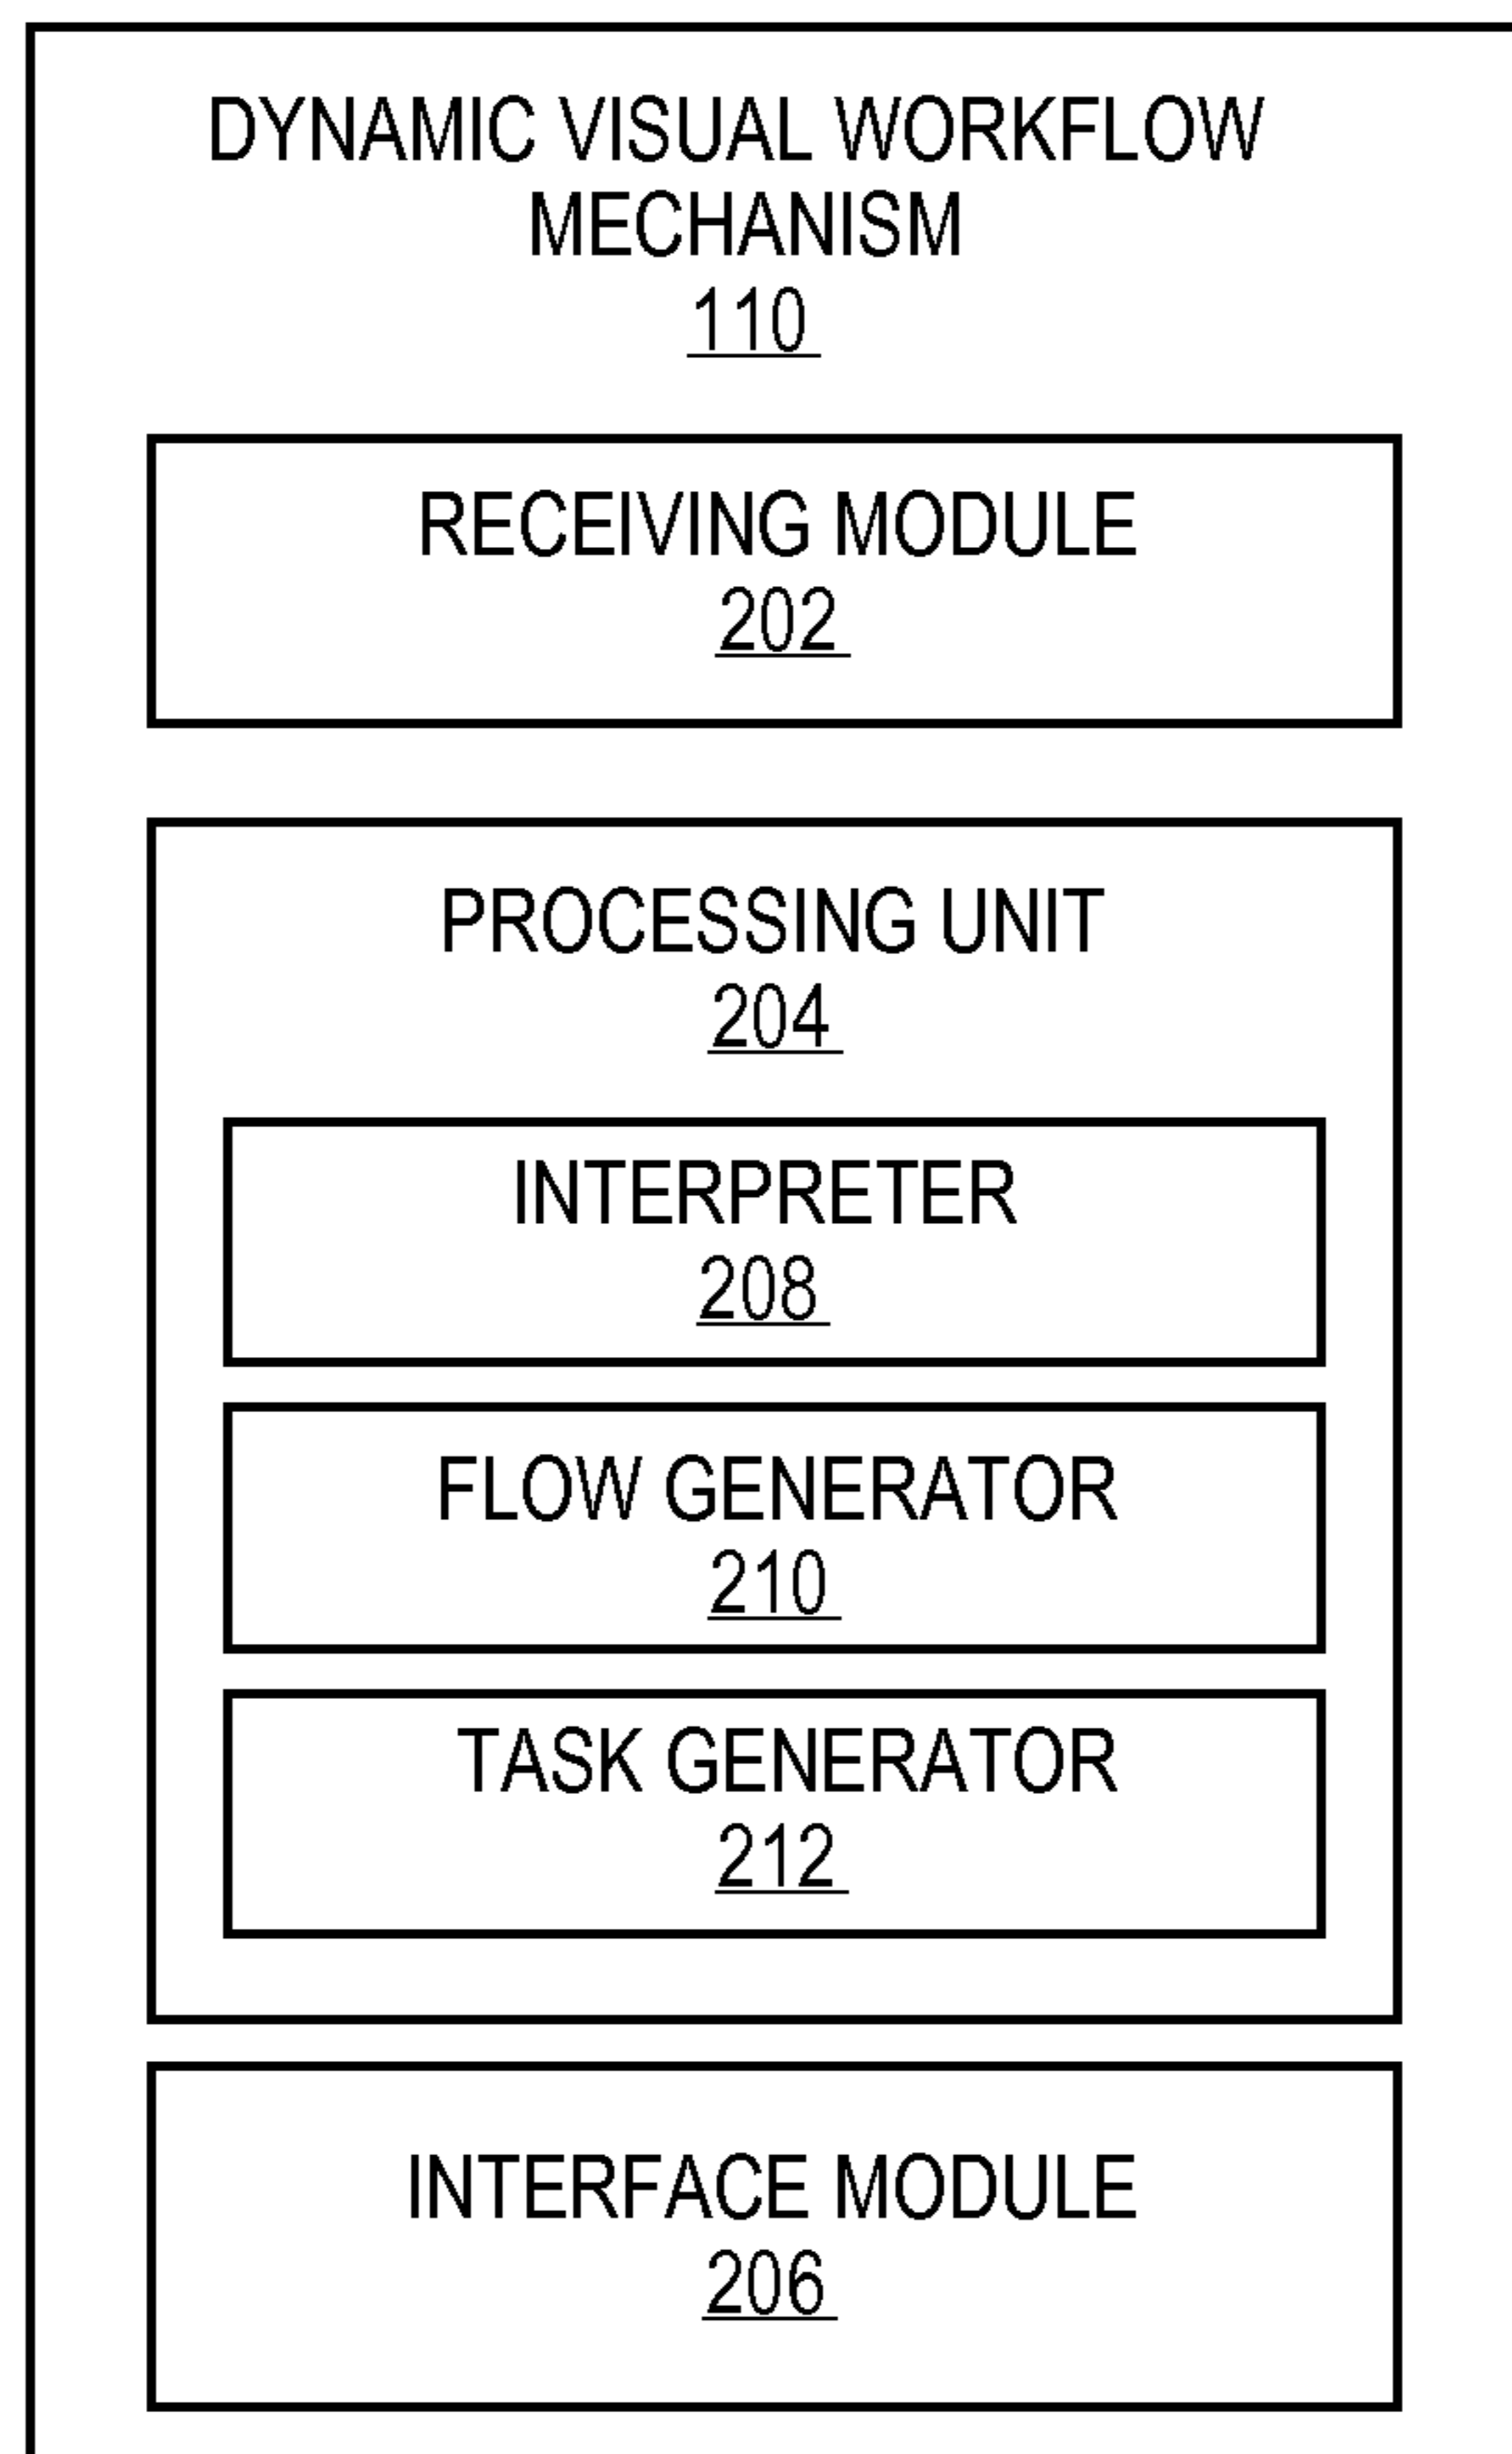 DYNAMIC VISUAL WORKFLOW
MECHANISM
110
RECEIVING MODULE
202
PROCESSING UNIT
204
INTERPRETER
208
FLOW GENERATOR
210
TASK GENERATOR
212
INTERFACE MODULE
206